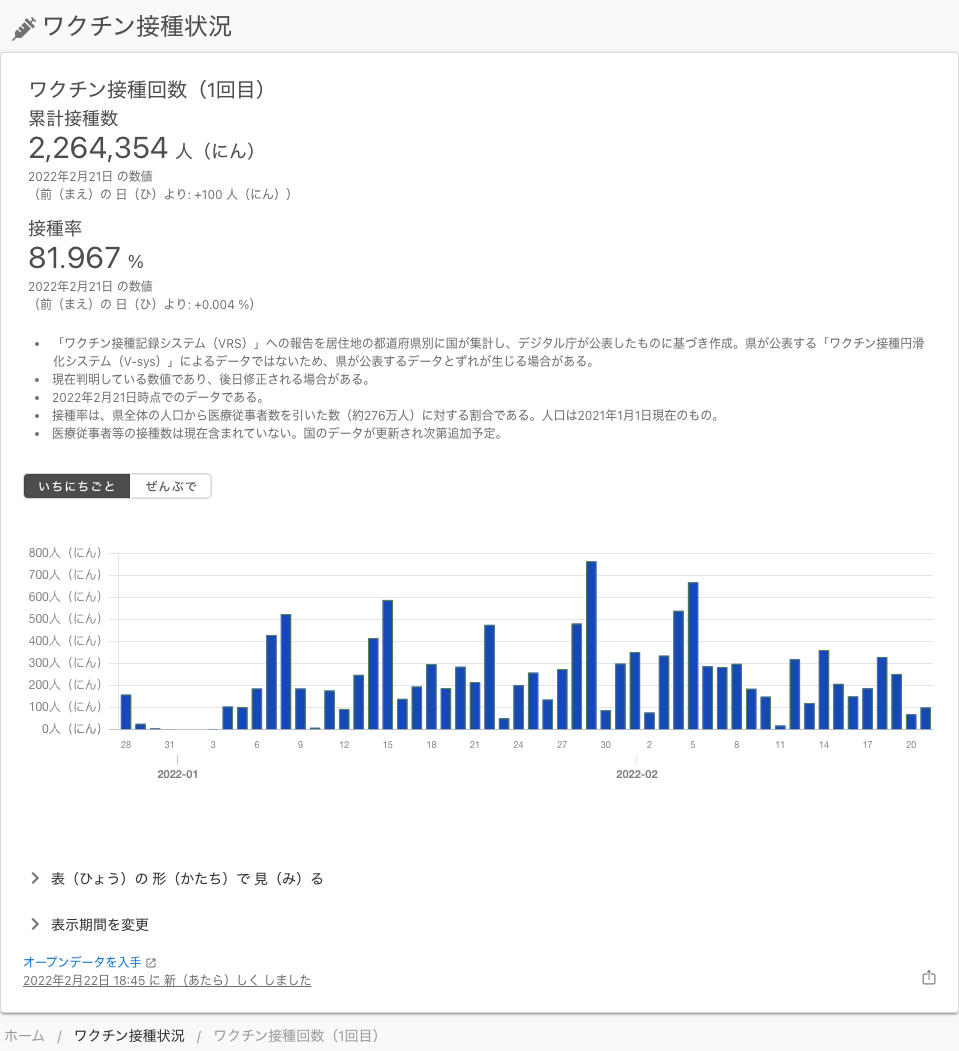 ワクチン接種状況
ワクチン接種回数（1回目）
累計接種数
2,264,354 人（にん）
2022年2月21日 の数値
（前（まえ）の 日（ひ）より: +100 人（にん））
接種率
81.967 %
2022年2月21日 の数値
（前（まえ）の 日（ひ）より: +0.004 %）
• 「ワクチン接種記録システム（VRS）」への報告を居住地の都道府県別に国が集計し、デジタル庁が公表したものに基づき作成。県が公表する「ワクチン接種円滑
化システム（V-sys）」によるデータではないため、県が公表するデータとずれが生じる場合がある。
• 現在判明している数値であり、後日修正される場合がある。
• 2022年2月21日時点でのデータである。
• 接種率は、県全体の人口から医療従事者数を引いた数（約276万人）に対する割合である。人口は2021年1月1日現在のもの。
• 医療従事者等の接種数は現在含まれていない。国のデータが更新され次第追加予定。
いちにちごと ぜんぶで
800人（にん）
700人（にん）
600人（にん）
500人（にん）
400人（にん）
300人（にん）
200人（にん）
100人（にん）
0人（にん）
28 31 3 6 9 12 15 18 21 24 27 30 2 5 8 11 14 17 20
2022-01 2022-02
表（ひょう）の 形（かたち）で 見（み）る
表示期間を変更
オープンデータを入手
2022年2月22日 18:45 に 新（あたら）しく しました
ホーム / ワクチン接種状況 / ワクチン接種回数（1回目）